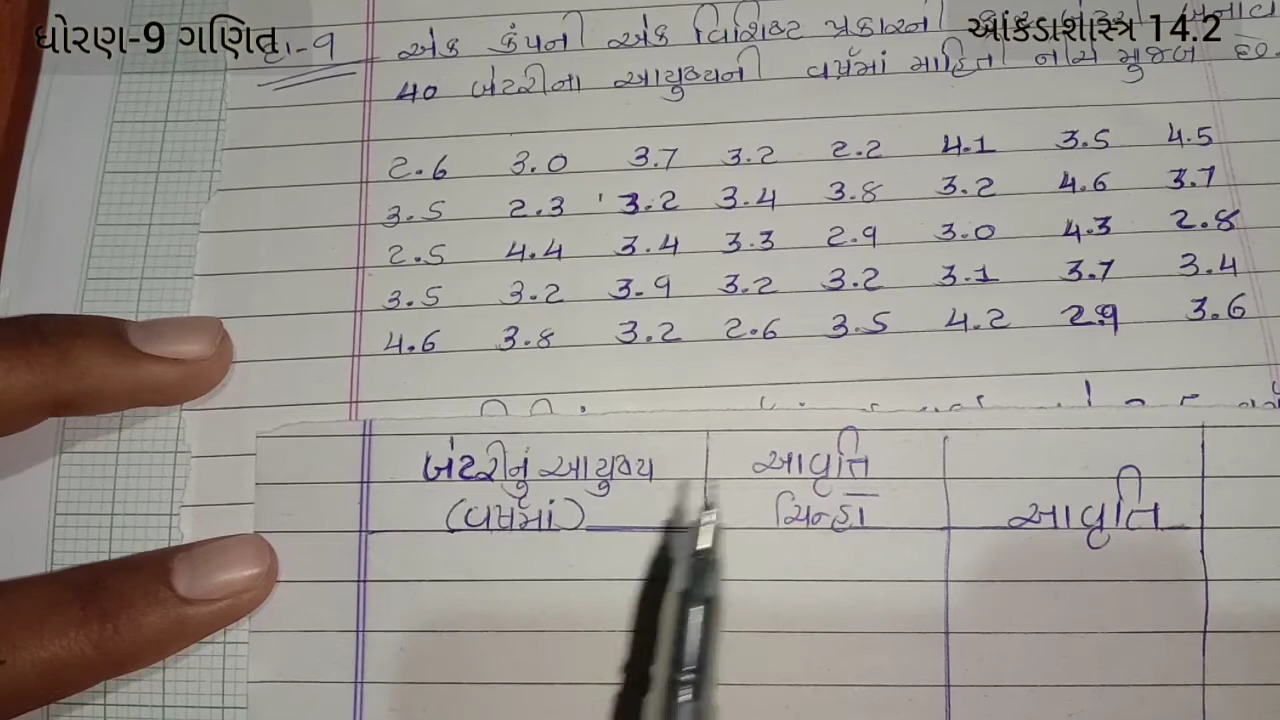 ધોરણ-9 ગણિત
આંકડાશાસ્ત્ર 14.2
પ્ર.-૧ એક કંપની એક વિશિષ્ટ પ્રકારની
40 બેટરીના આયુષ્યની વર્ષમાં માહિતી નીચે મુજબ છે.
2.6 3.0 3.7 3.2 2.2 4.1 3.5 4.5
3.5 2.3 3.2 3.4 3.8 3.2 4.6 3.7
2.5 4.4 3.4 3.3 2.9 3.0 4.3 2.8
3.5 3.2 3.9 3.2 3.2 3.1 3.7 3.4
4.6 3.8 3.2 2.6 3.5 4.2 2.9 3.6
બેટરીનું આયુષ્ય આવૃતિ
(વર્ષમાં) ચિન્હો આવૃતિ